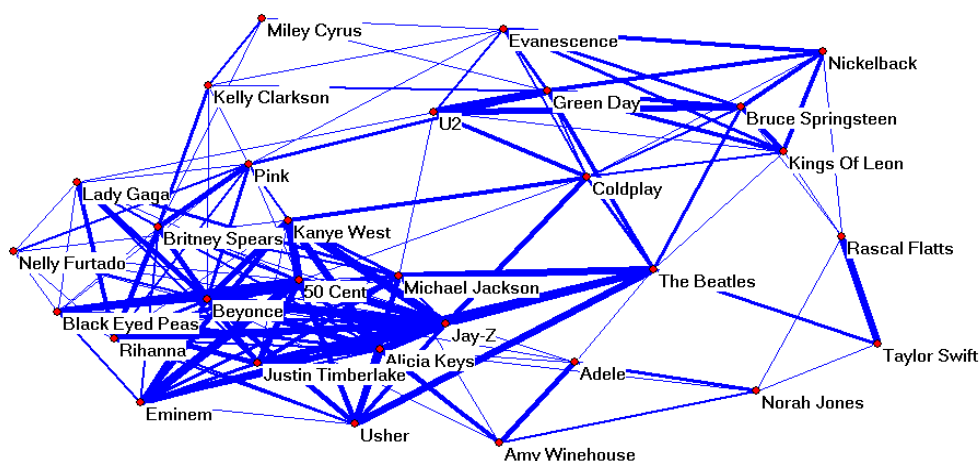 Miley Cyrus
Evanescence
Nickelback
Kelly Clarkson
Green Day
U2
Bruce Springsteen
Kings Of Leon
Pink
Lady Gaga
Coldplay
Britney Spears
Kanye West
Rascal Flatts
Nelly Furtado
50 Cent
Michael Jackson
The Beatles
Beyonce
Black Eyed Peas
Jay-Z
Rihanna
Alicia Keys
Justin Timberlake
Taylor Swift
Adele
Norah Jones
Eminem
Usher
Amy Winehouse